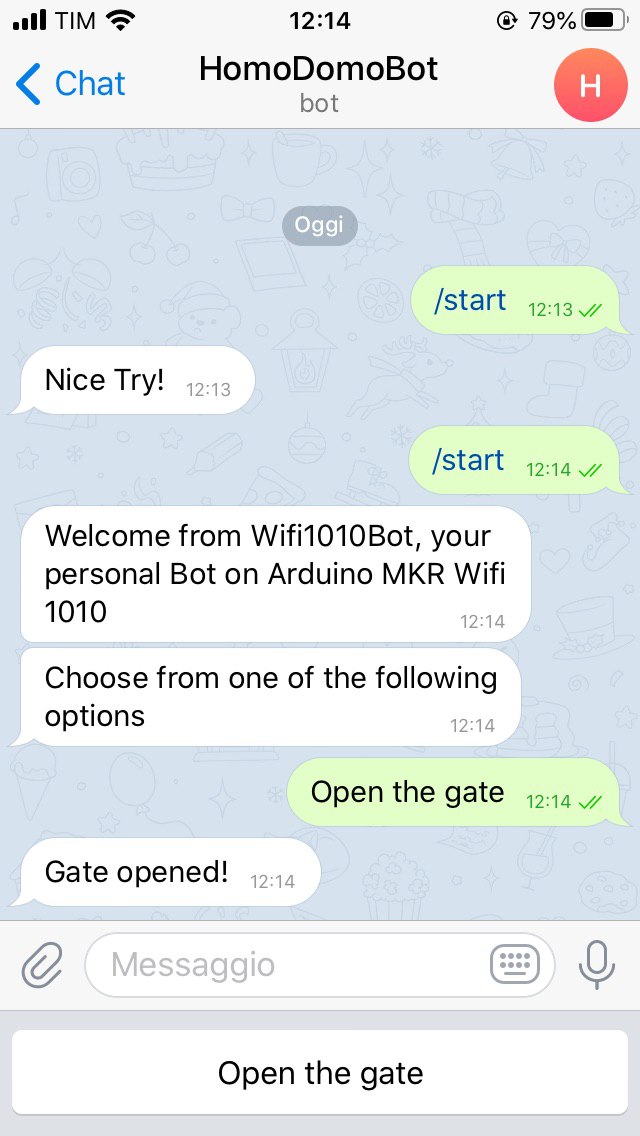 TIM 12:14 79%
Chat HomoDomoBot H
bot
Oggi
/start 12:13
Nice Try! 12:13
/start 12:14
Welcome from Wifi1010Bot, your
personal Bot on Arduino MKR Wifi
1010 12:14
Choose from one of the following
options 12:14
Open the gate 12:14
Gate opened! 12:14
Messaggio
Open the gate